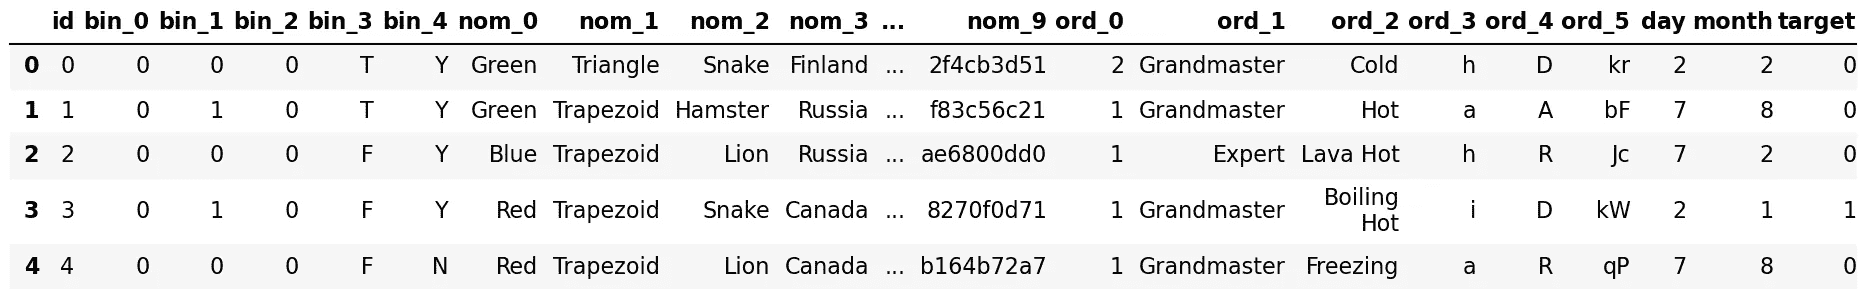 id bin_0 bin_1 bin_2 bin_3 bin_4 nom_0 nom_1 nom_2 nom_3 ... nom_9 ord_0 ord_1 ord_2 ord_3 ord_4 ord_5 day month target
0 0 0 0 0 T Y Green Triangle Snake Finland ... 2f4cb3d51 2 Grandmaster Cold h D kr 2 2 0
1 1 0 1 0 T Y Green Trapezoid Hamster Russia ... f83c56c21 1 Grandmaster Hot a A bF 7 8 0
2 2 0 0 0 F Y Blue Trapezoid Lion Russia ... ae6800dd0 1 Expert Lava Hot h R Jc 7 2 0
3 3 0 1 0 F Y Red Trapezoid Snake Canada ... 8270f0d71 1 Grandmaster Boiling Hot i D kW 2 1 1
4 4 0 0 0 F N Red Trapezoid Lion Canada ... b164b72a7 1 Grandmaster Freezing a R qP 7 8 0